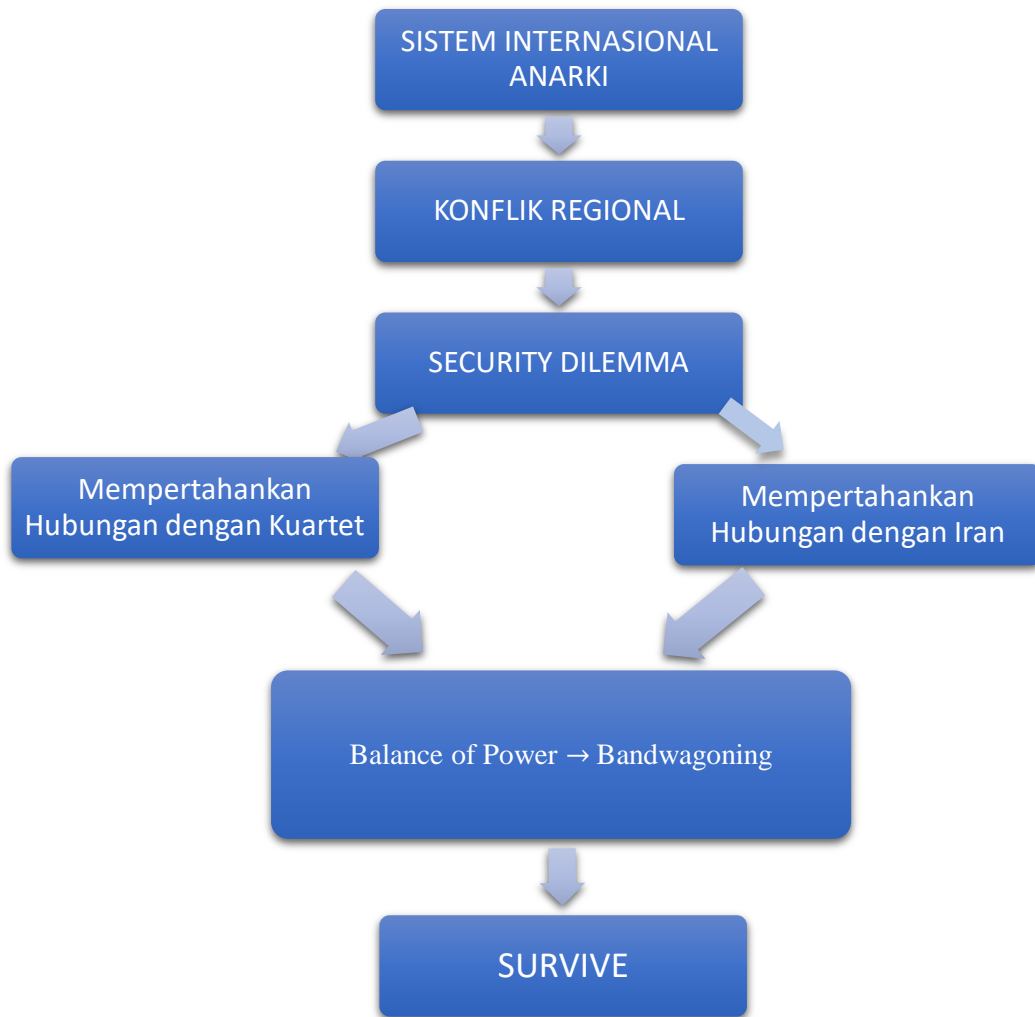 SISTEM INTERNASIONAL
ANARKI
KONFLIK REGIONAL
SECURITY DILEMMA
Mempertahankan
Hubungan dengan Kuartet
Mempertahankan
Hubungan dengan Iran
Balance of Power → Bandwagoning
SURVIVE